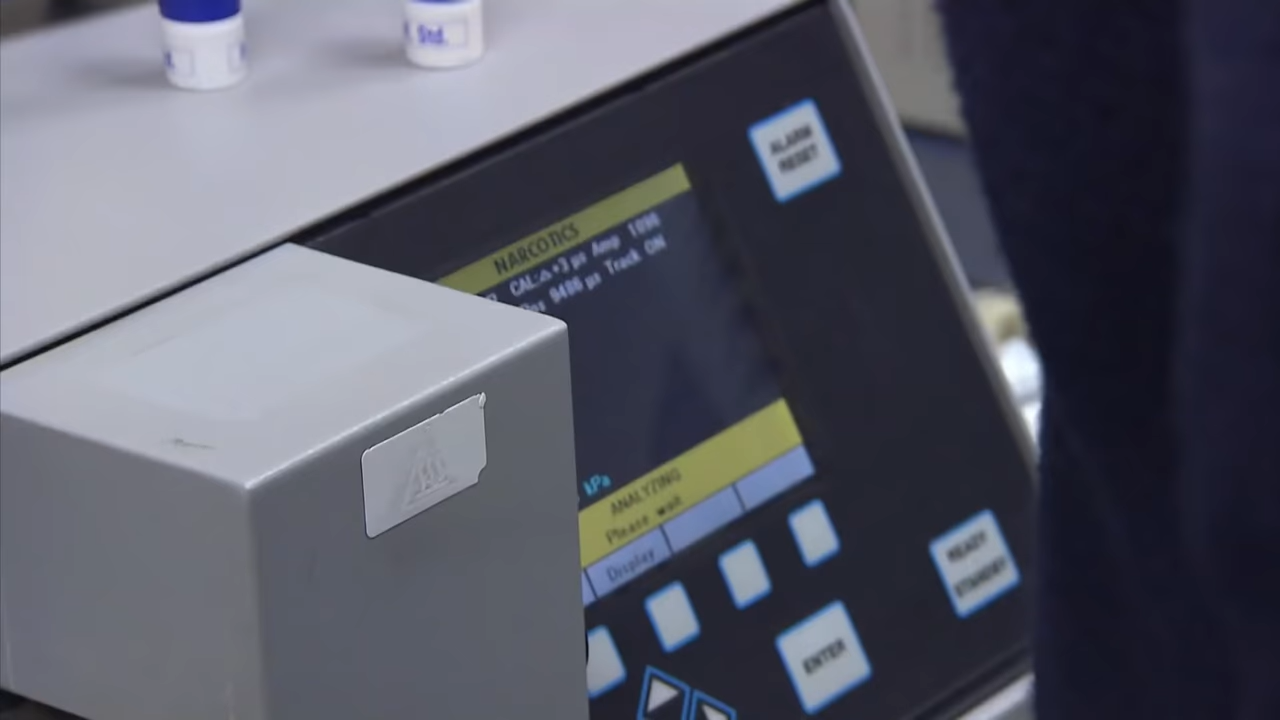 Std.
ALARM
RESET
NARCOTICS
CAL:△+3 µs Amp
9486 µs Track ON
kPa
ANALYZING
Please wait
Display
READY
STANDBY
ENTER